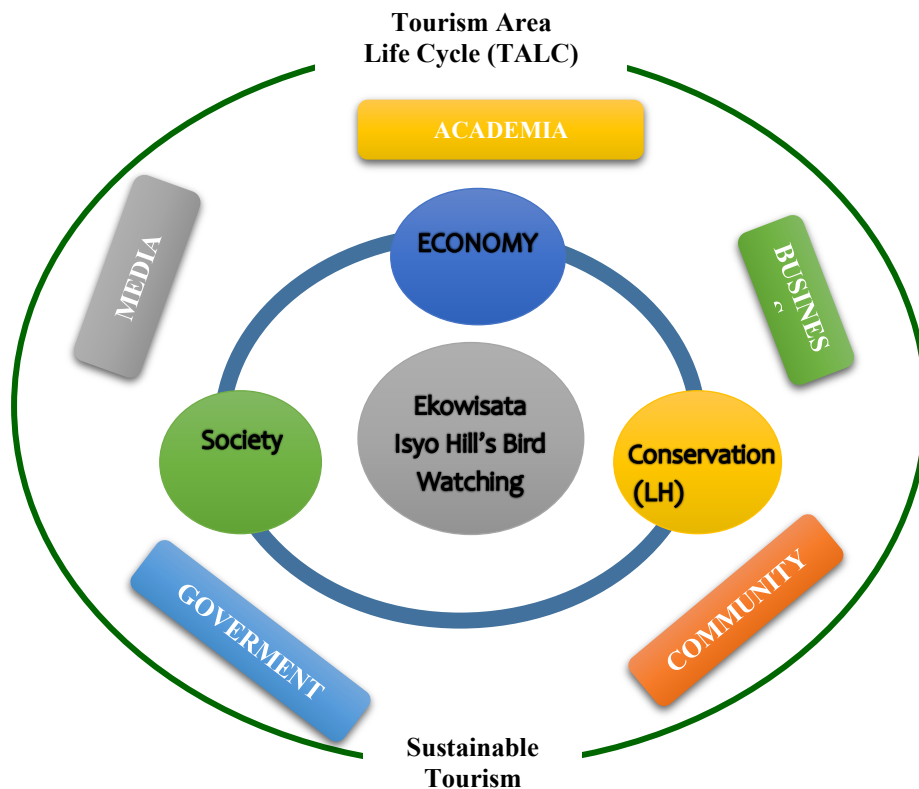 Tourism Area
Life Cycle (TALC)
ACADEMIA
MEDIA
BUSINES
ECONOMY
Society
Ekowisata
Isyo Hill's Bird
Watching
Conservation
(LH)
GOVERMENT
COMMUNITY
Sustainable
Tourism